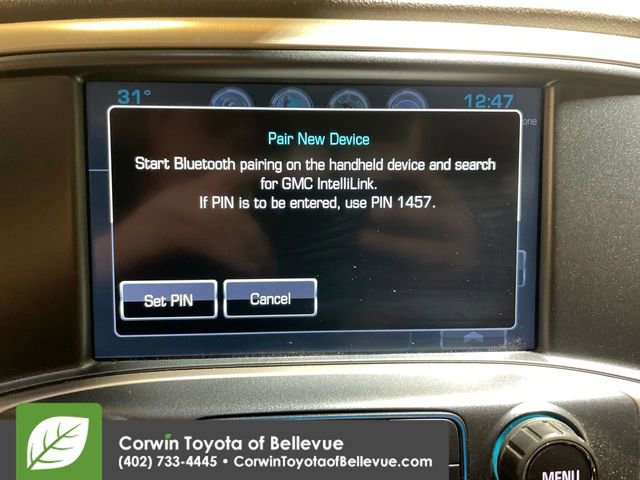 31° 12:47
one
Pair New Device
Start Bluetooth pairing on the handheld device and search
for GMC IntelliLink.
If PIN is to be entered, use PIN 1457.
Set PIN Cancel
MENU
Corwin Toyota of Bellevue
(402) 733-4445 • CorwinToyotaofBellevue.com